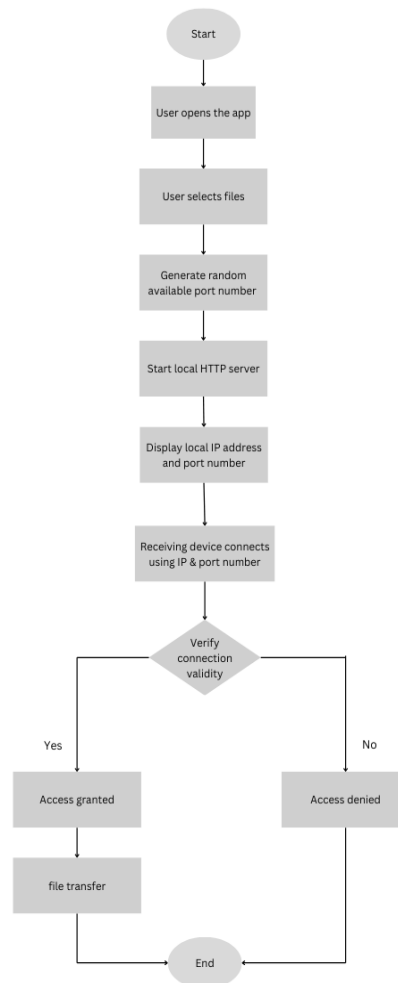 Start
User opens the app
User selects files
Generate random
available port number
Start local HTTP server
Display local IP address
and port number
Receiving device connects
using IP & port number
Verify
connection
validity
Yes
No
Access granted
Access denied
file transfer
End